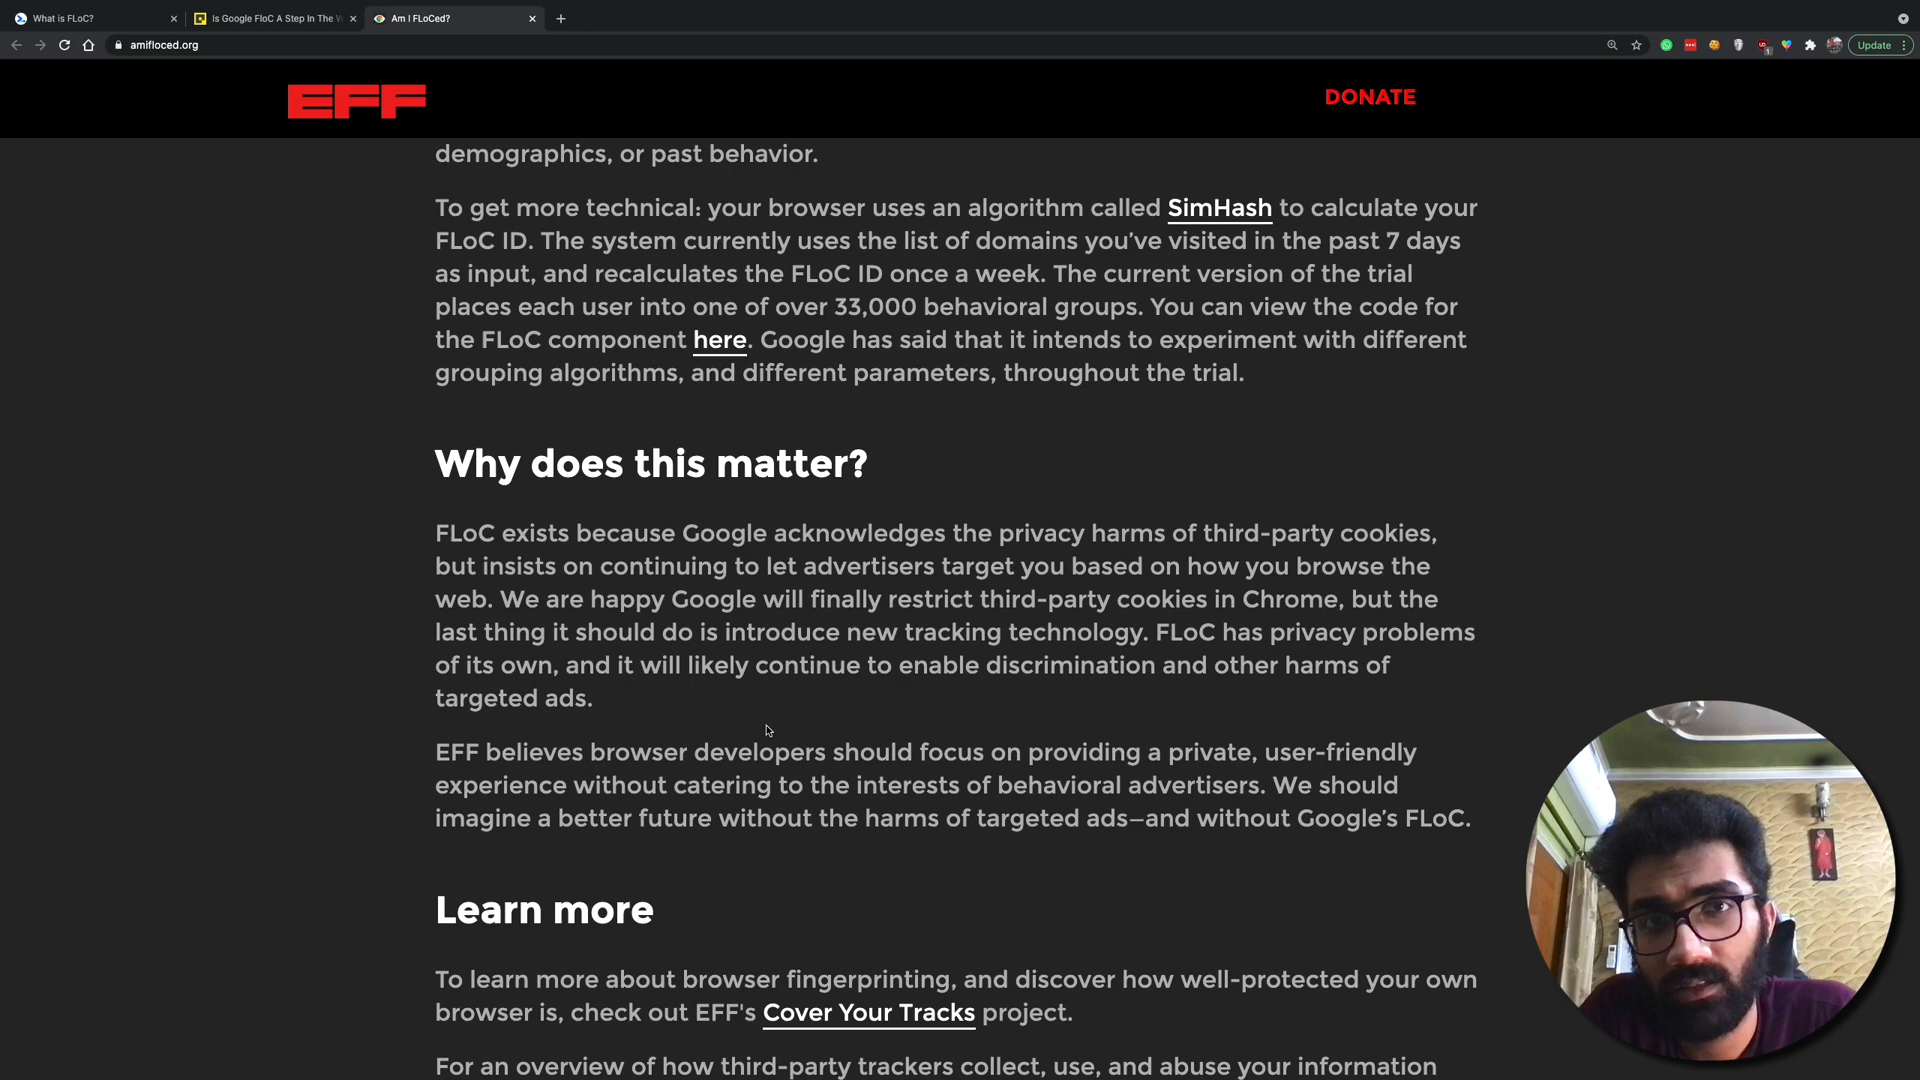 What is FLoC?
Is Google FloC A Step In The
Am I FLoCed?
amifloced.org
Update
EFF
DONATE
demographics, or past behavior.
To get more technical: your browser uses an algorithm called SimHash to calculate your
FLoC ID. The system currently uses the list of domains you’ve visited in the past 7 days
as input, and recalculates the FLoC ID once a week. The current version of the trial
places each user into one of over 33,000 behavioral groups. You can view the code for
the FLoC component here. Google has said that it intends to experiment with different
grouping algorithms, and different parameters, throughout the trial.
Why does this matter?
FLoC exists because Google acknowledges the privacy harms of third-party cookies,
but insists on continuing to let advertisers target you based on how you browse the
web. We are happy Google will finally restrict third-party cookies in Chrome, but the
last thing it should do is introduce new tracking technology. FLoC has privacy problems
of its own, and it will likely continue to enable discrimination and other harms of
targeted ads.
EFF believes browser developers should focus on providing a private, user-friendly
experience without catering to the interests of behavioral advertisers. We should
imagine a better future without the harms of targeted ads—and without Google’s FLoC.
Learn more
To learn more about browser fingerprinting, and discover how well-protected your own
browser is, check out EFF's Cover Your Tracks project.
For an overview of how third-party trackers collect, use, and abuse your information